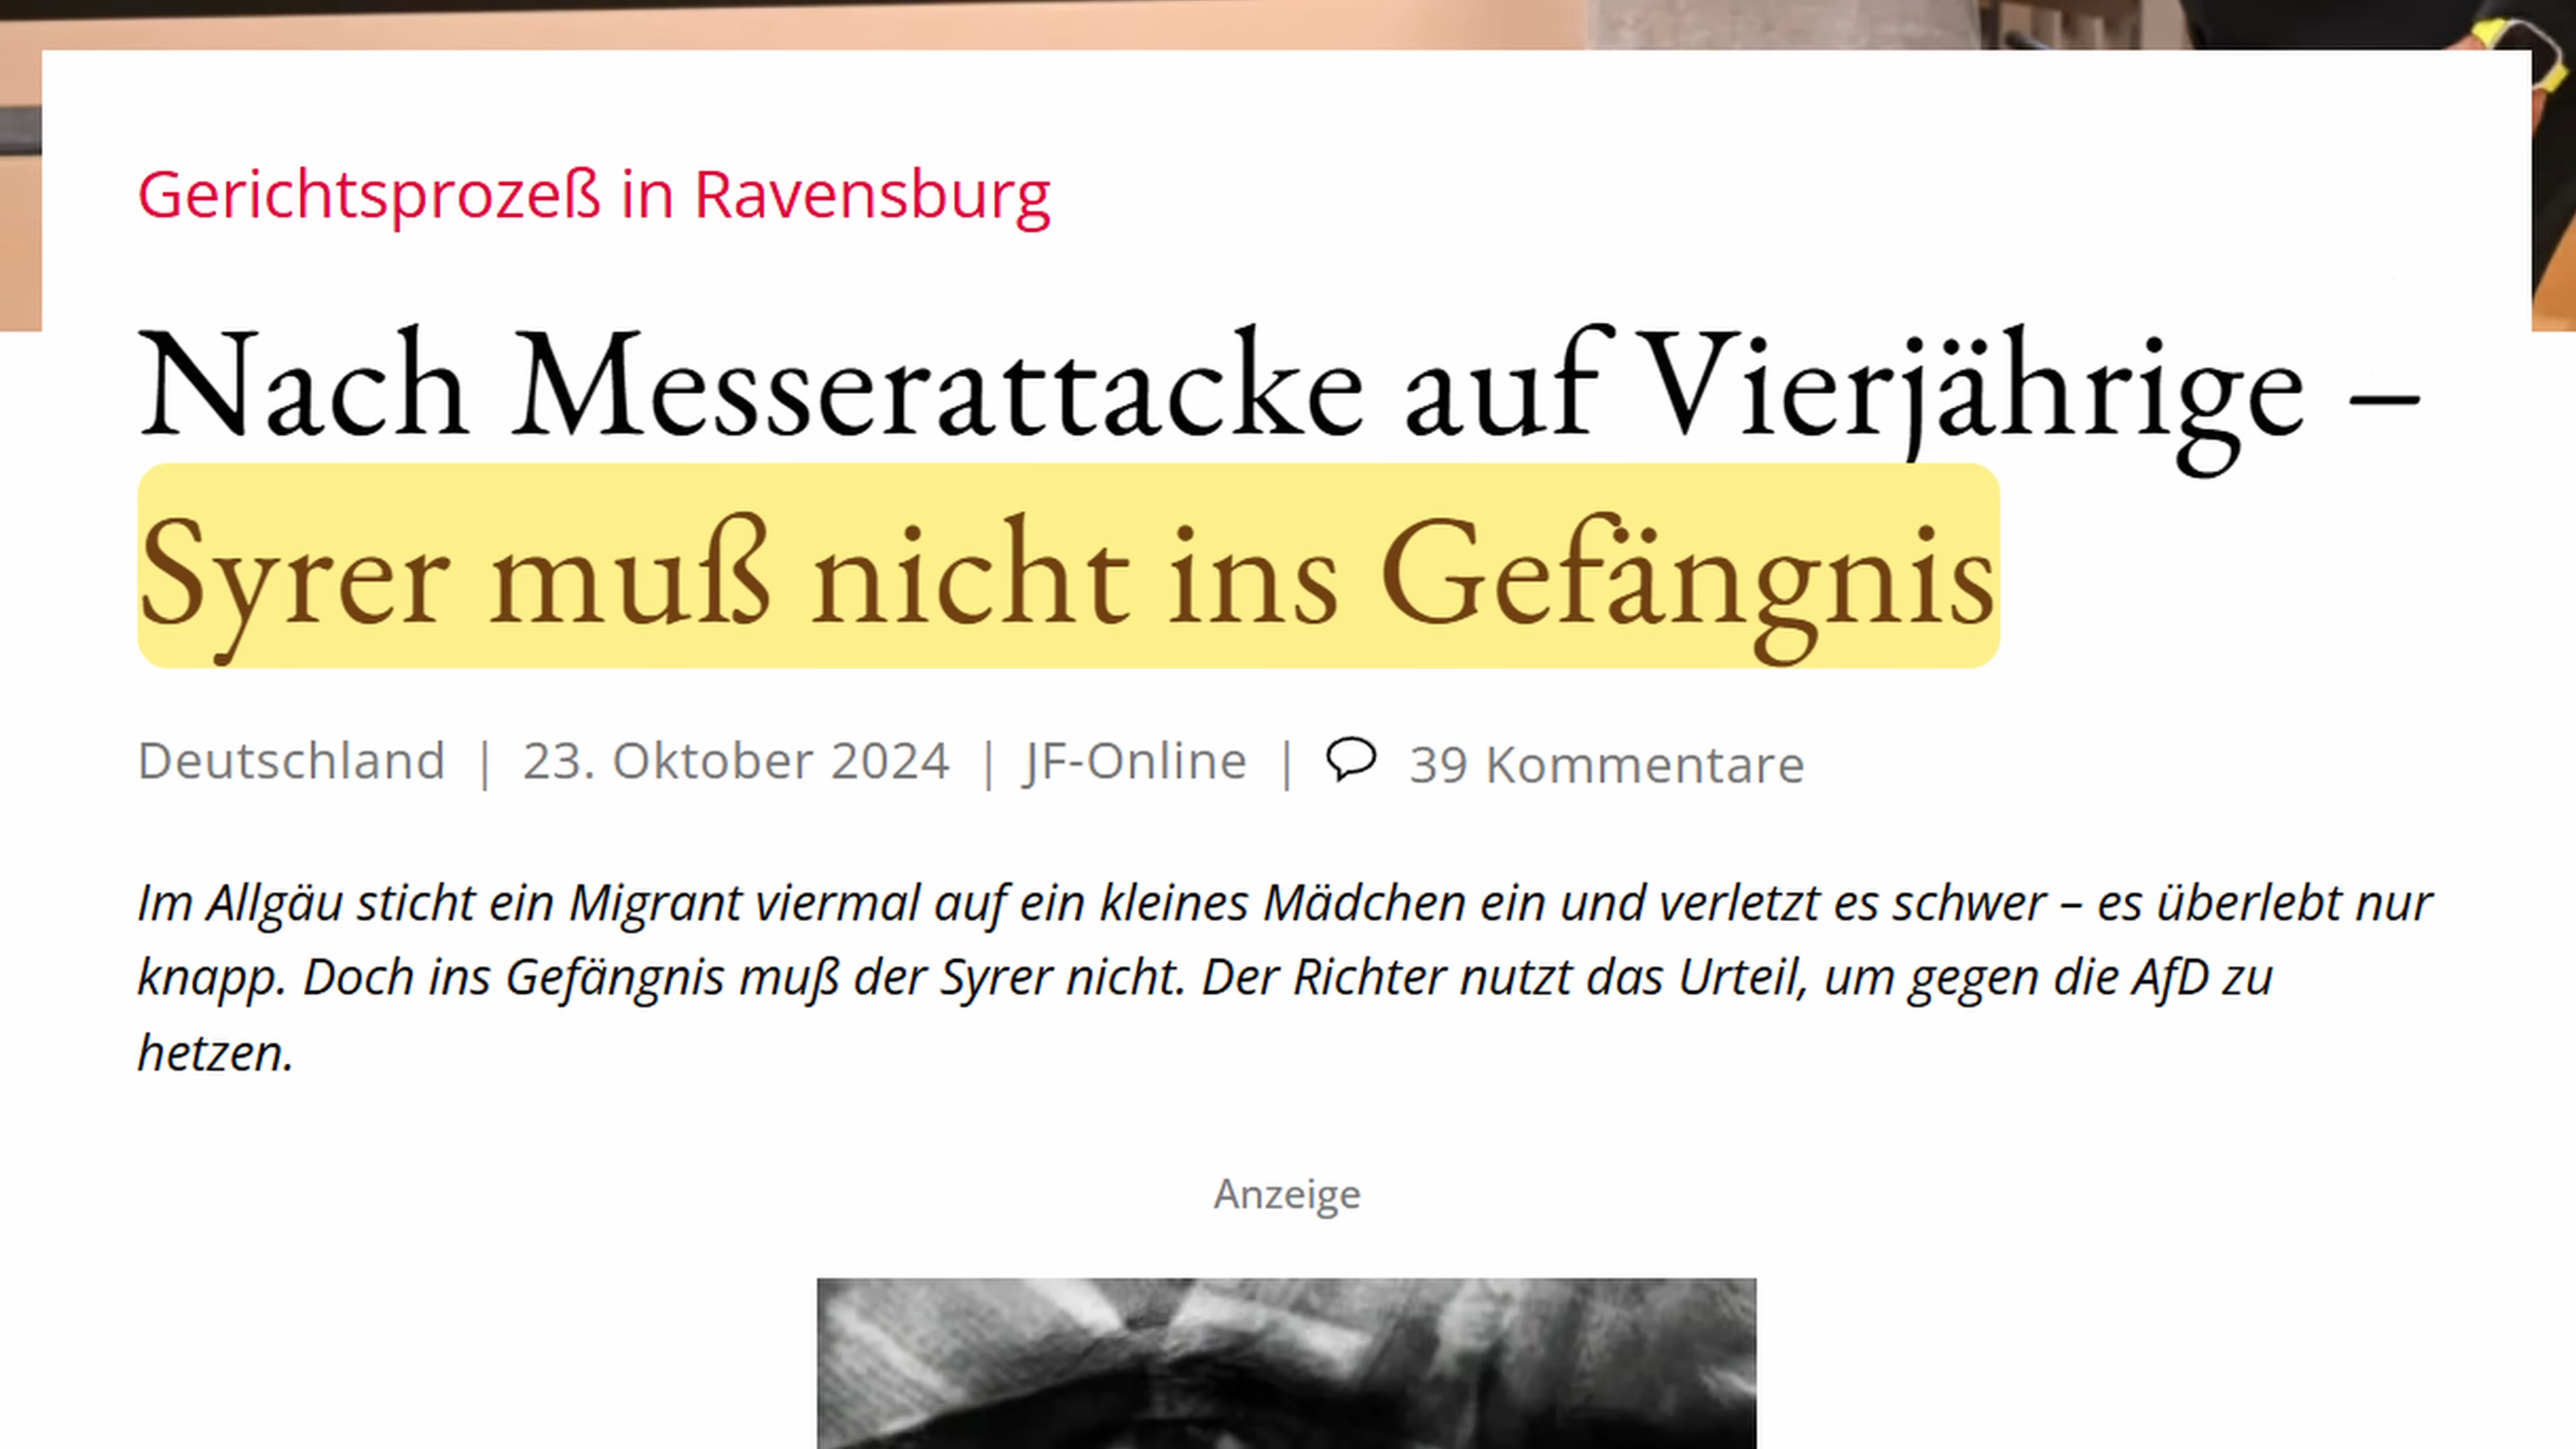 Gerichtsprozeß in Ravensburg
Nach Messerattacke auf Vierjährige –
Syrer muß nicht ins Gefängnis
Deutschland | 23. Oktober 2024 | JF-Online | 39 Kommentare
Im Allgäu sticht ein Migrant viermal auf ein kleines Mädchen ein und verletzt es schwer – es überlebt nur
knapp. Doch ins Gefängnis muß der Syrer nicht. Der Richter nutzt das Urteil, um gegen die AfD zu
hetzen.
Anzeige